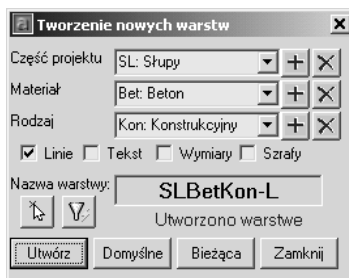 Tworzenie nowych warstw
Część projektu SL: Słupy
Materiał Bet: Beton
Rodzaj Kon: Konstrukcyjny
Linie Tekst Wymiary Szrafy
Nazwa warstwy: SLBetKon-L
Utworzono warstwe
Utwórz Domyślne Bieżąca Zamknij